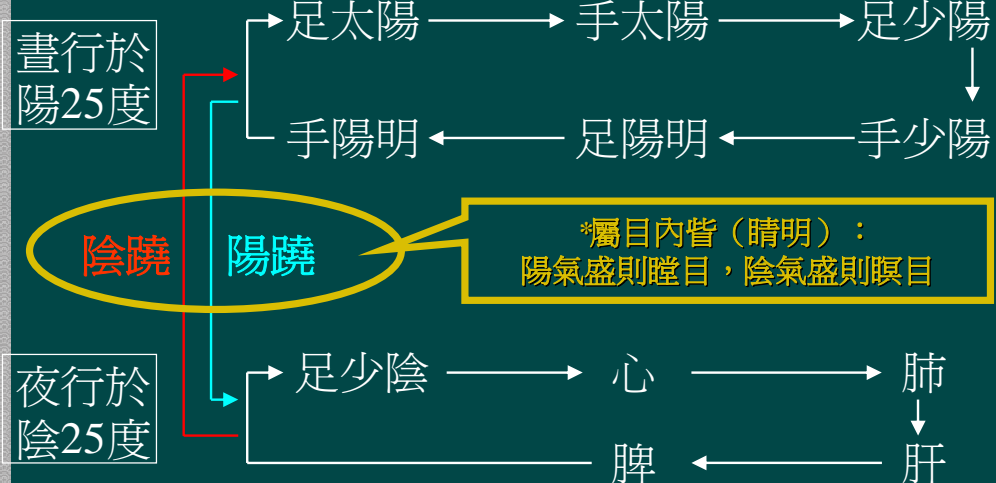 晝行於
陽25度
足太陽
手太陽
足少陽
手陽明
足陽明
手少陽
陰蹺
陽蹺
*屬目內眥（睛明）：
陽氣盛則瞠目，陰氣盛則瞑目
夜行於
陰25度
足少陰
心
肺
脾
肝